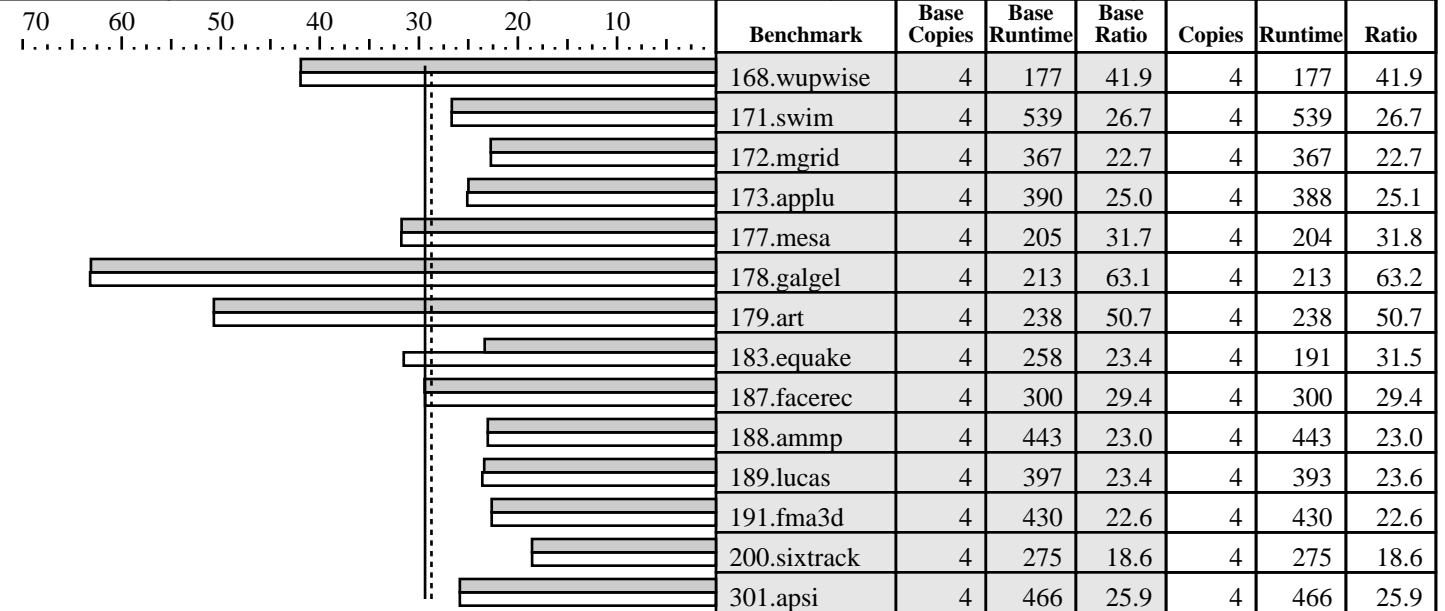 70 60 50 40 30 20 10
Benchmark Base Copies Base Runtime Base Ratio Copies Runtime Ratio
168.wupwise 4 177 41.9 4 177 41.9
171.swim 4 539 26.7 4 539 26.7
172.mgrid 4 367 22.7 4 367 22.7
173.applu 4 390 25.0 4 388 25.1
177.mesa 4 205 31.7 4 204 31.8
178.galgel 4 213 63.1 4 213 63.2
179.art 4 238 50.7 4 238 50.7
183.equake 4 258 23.4 4 191 31.5
187.facerec 4 300 29.4 4 300 29.4
188.ammp 4 443 23.0 4 443 23.0
189.lucas 4 397 23.4 4 393 23.6
191.fma3d 4 430 22.6 4 430 22.6
200.sixtrack 4 275 18.6 4 275 18.6
301.apsi 4 466 25.9 4 466 25.9